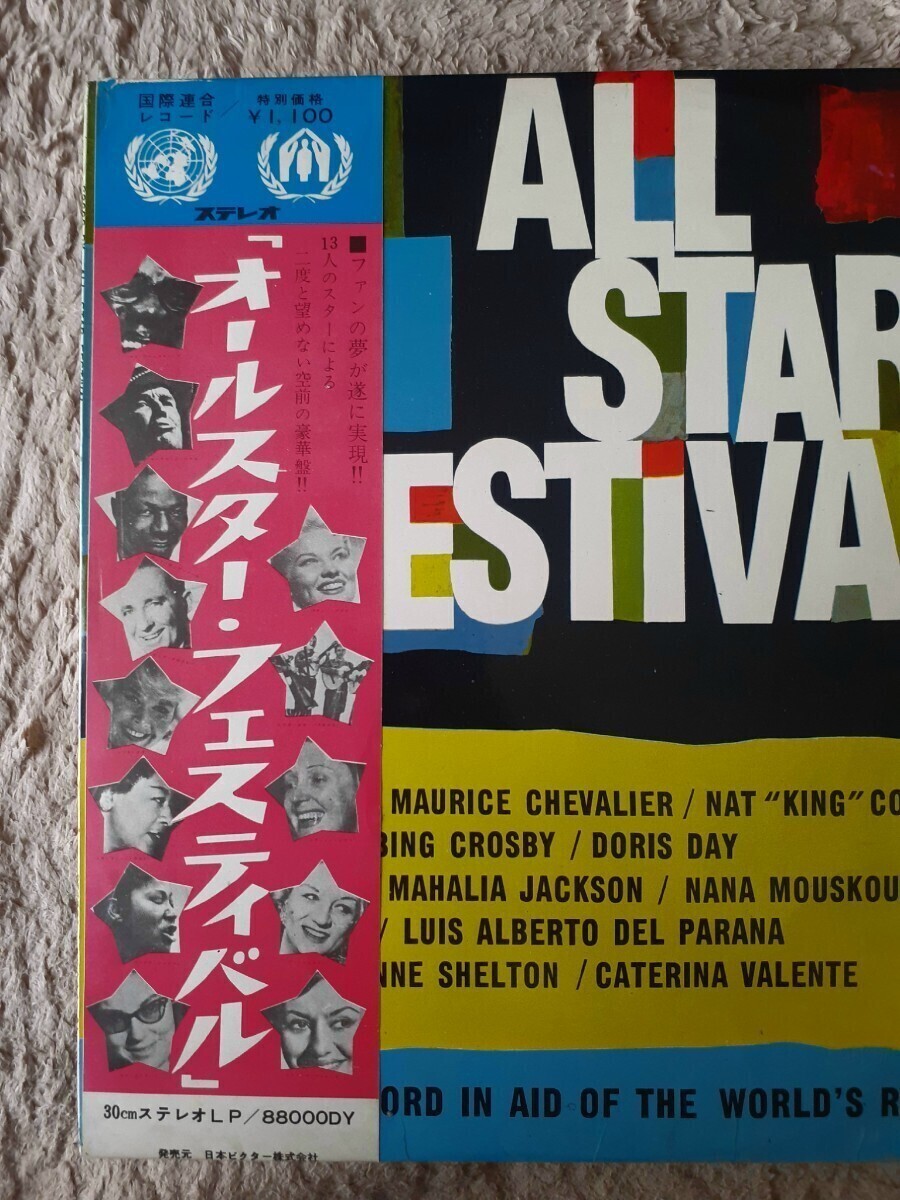 国際連合
レコード/
特別価格
¥1,100
ステレオ
■ファンの夢が遂に実現!!
13人のスターによる
二度と望めない空前の豪華盤!!
「オールスター・フェスティバル」
30cmステレオLP/88000DY
発売元 日本ビクター株式会社
ALL
STAR
ESTIVA
MAURICE CHEVALIER / NAT "KING" CO
BING CROSBY / DORIS DAY
MAHALIA JACKSON / NANA MOUSKOU
/ LUIS ALBERTO DEL PARANA
NNE SHELTON / CATERINA VALENTE
ORD IN AID OF THE WORLD'S R